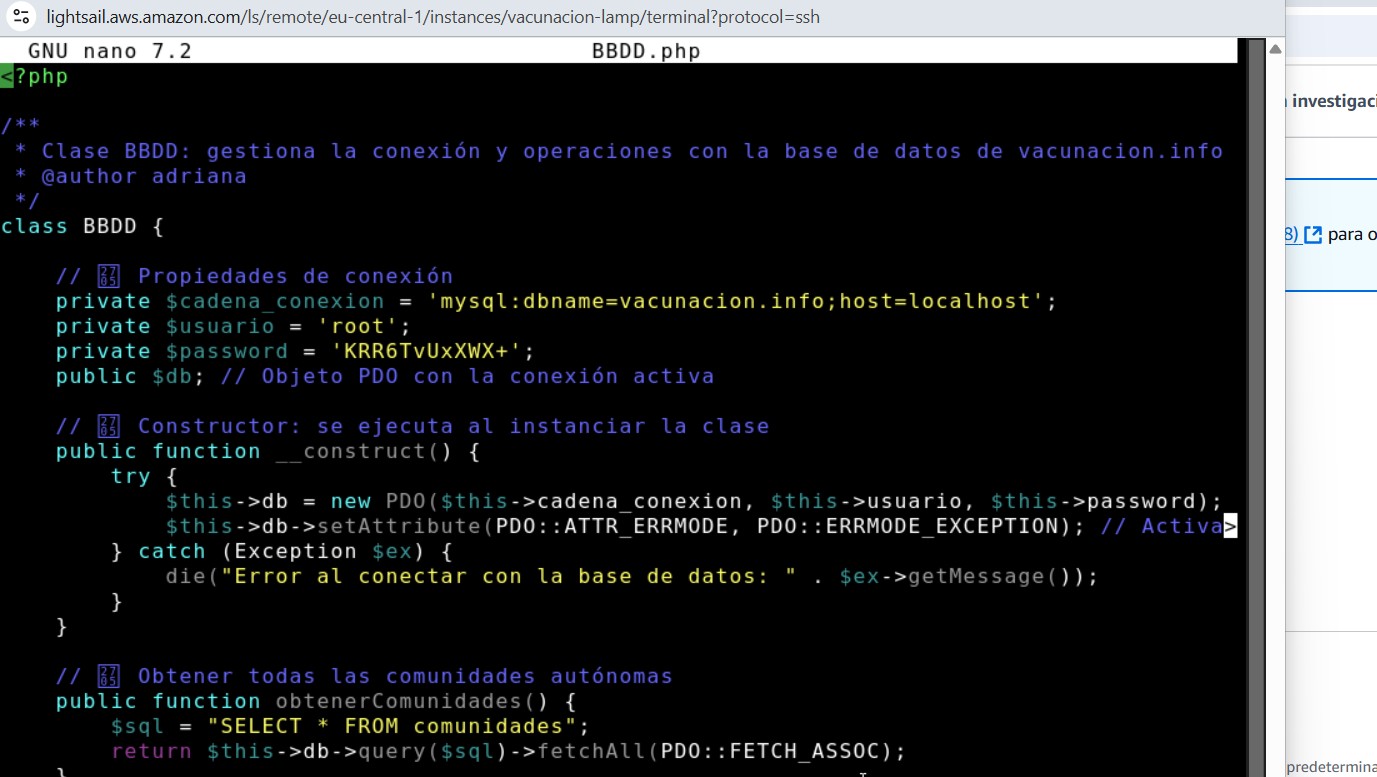 lightsail.aws.amazon.com/ls/remote/eu-central-1/instances/vacunacion-lamp/terminal?protocol=ssh
GNU nano 7.2 BBDD.php
<?php
/**
 * Clase BBDD: gestiona la conexión y operaciones con la base de datos de vacunacion.info
 * @author adriana
 */
class BBDD {
    // ✅ Propiedades de conexión
    private $cadena_conexion = 'mysql:dbname=vacunacion.info;host=localhost';
    private $usuario = 'root';
    private $password = 'KRR6TvUxXWX+';
    public $db; // Objeto PDO con la conexión activa
    // ✅ Constructor: se ejecuta al instanciar la clase
    public function __construct() {
        try {
            $this->db = new PDO($this->cadena_conexion, $this->usuario, $this->password);
            $this->db->setAttribute(PDO::ATTR_ERRMODE, PDO::ERRMODE_EXCEPTION); // Activa>
        } catch (Exception $ex) {
            die("Error al conectar con la base de datos: " . $ex->getMessage());
        }
    }
    // ✅ Obtener todas las comunidades autónomas
    public function obtenerComunidades() {
        $sql = "SELECT * FROM comunidades";
        return $this->db->query($sql)->fetchAll(PDO::FETCH_ASSOC);
    }
investigaci
8) para o
predetermina